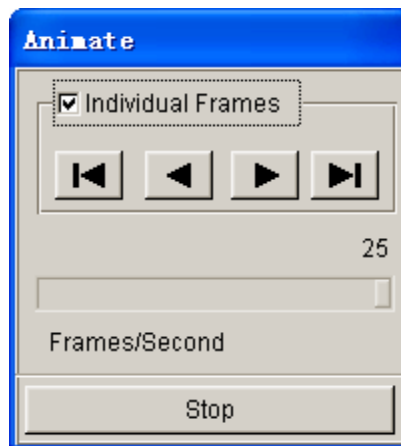 Animate
Individual Frames
25
Frames/Second
Stop